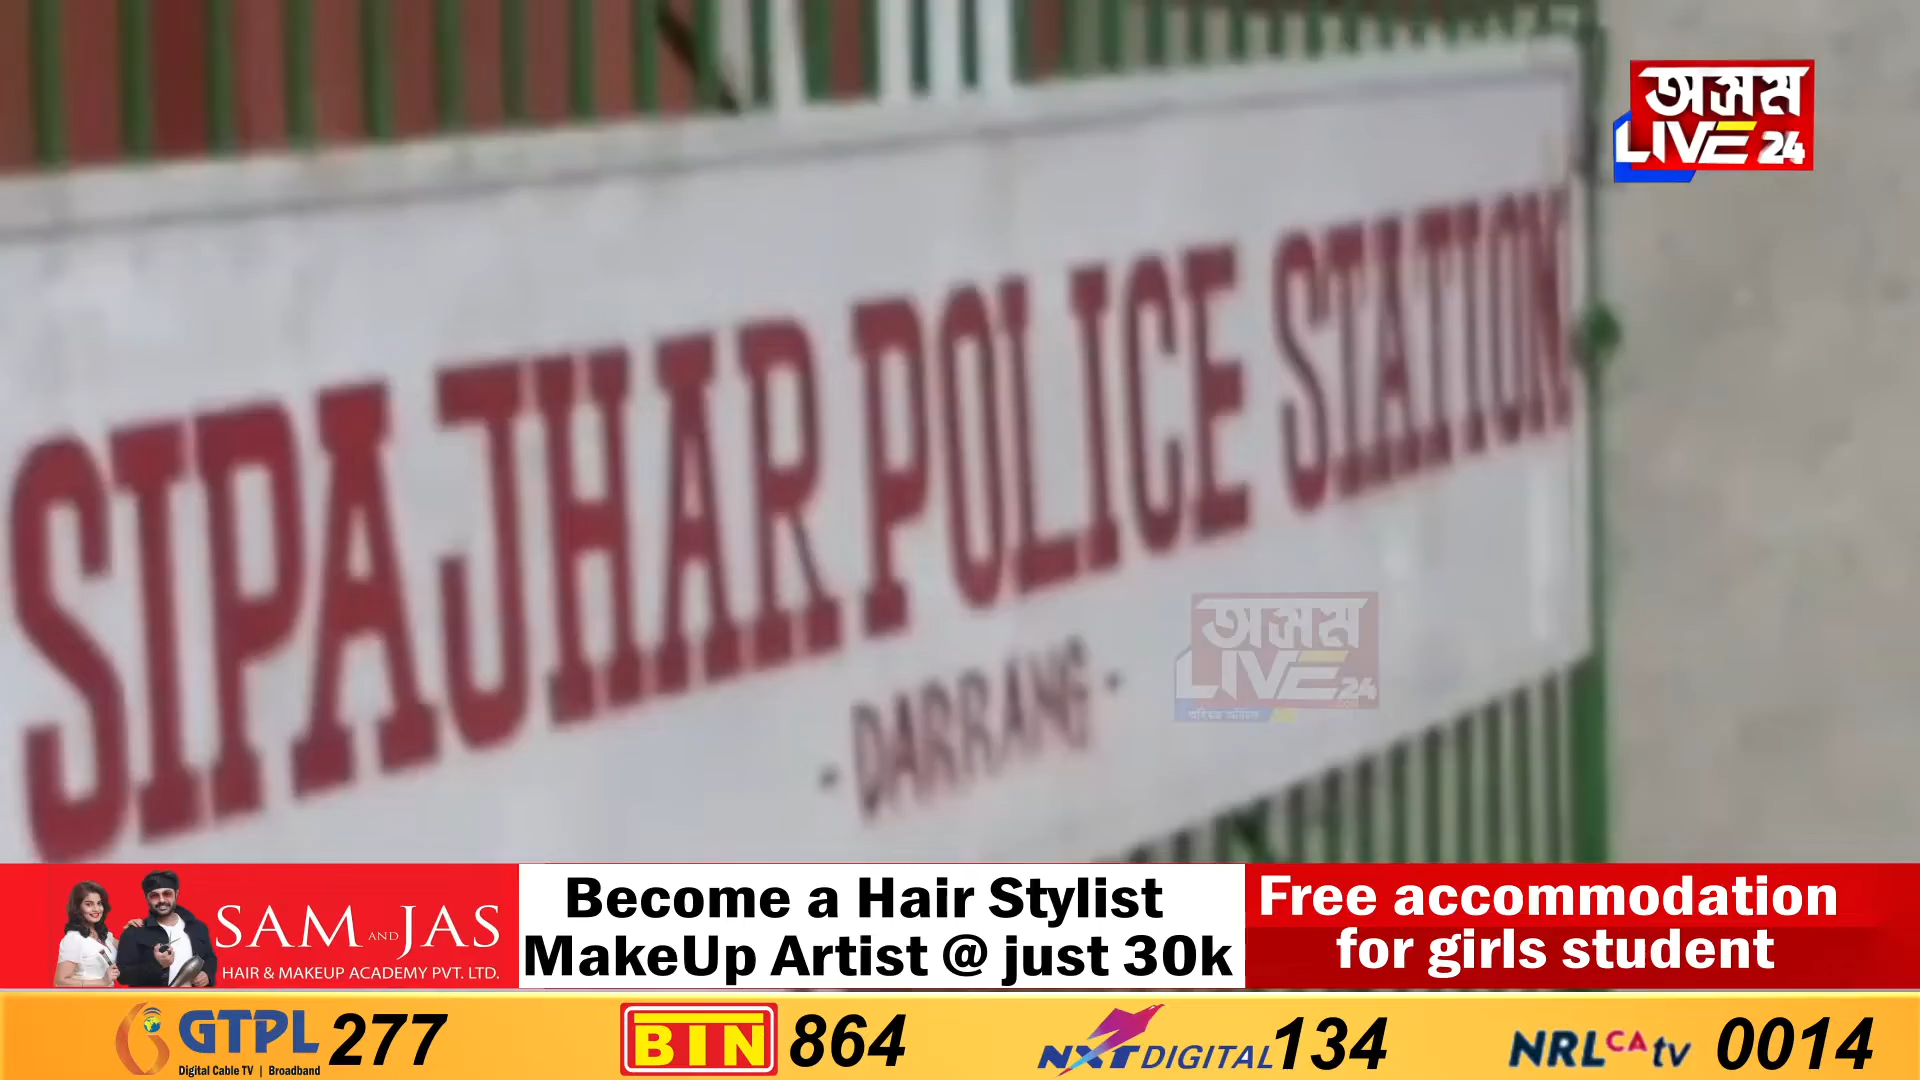 অসম
LIVE 24
SIPAJHAR POLICE STATION
- DARRANG -
অসম
LIVE 24
SAM AND JAS
HAIR & MAKEUP ACADEMY PVT. LTD.
Become a Hair Stylist
MakeUp Artist @ just 30k
Free accommodation
for girls student
GTPL 277
Digital Cable TV | Broadband
BTN 864
NXT DIGITAL 134
NRL CA tv 0014